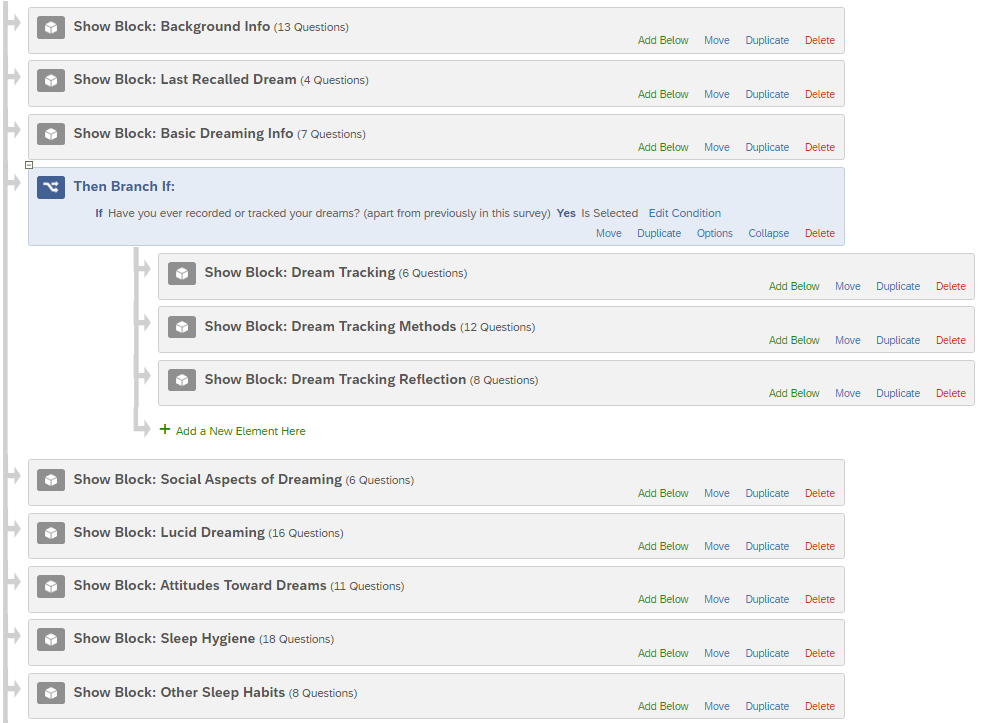 Show Block: Background Info (13 Questions)
Add Below Move Duplicate Delete
Show Block: Last Recalled Dream (4 Questions)
Add Below Move Duplicate Delete
Show Block: Basic Dreaming Info (7 Questions)
Add Below Move Duplicate Delete
Then Branch If:
If Have you ever recorded or tracked your dreams? (apart from previously in this survey) Yes Is Selected Edit Condition
Move Duplicate Options Collapse Delete
Show Block: Dream Tracking (6 Questions)
Add Below Move Duplicate Delete
Show Block: Dream Tracking Methods (12 Questions)
Add Below Move Duplicate Delete
Show Block: Dream Tracking Reflection (8 Questions)
Add Below Move Duplicate Delete
+ Add a New Element Here
Show Block: Social Aspects of Dreaming (6 Questions)
Add Below Move Duplicate Delete
Show Block: Lucid Dreaming (16 Questions)
Add Below Move Duplicate Delete
Show Block: Attitudes Toward Dreams (11 Questions)
Add Below Move Duplicate Delete
Show Block: Sleep Hygiene (18 Questions)
Add Below Move Duplicate Delete
Show Block: Other Sleep Habits (8 Questions)
Add Below Move Duplicate Delete